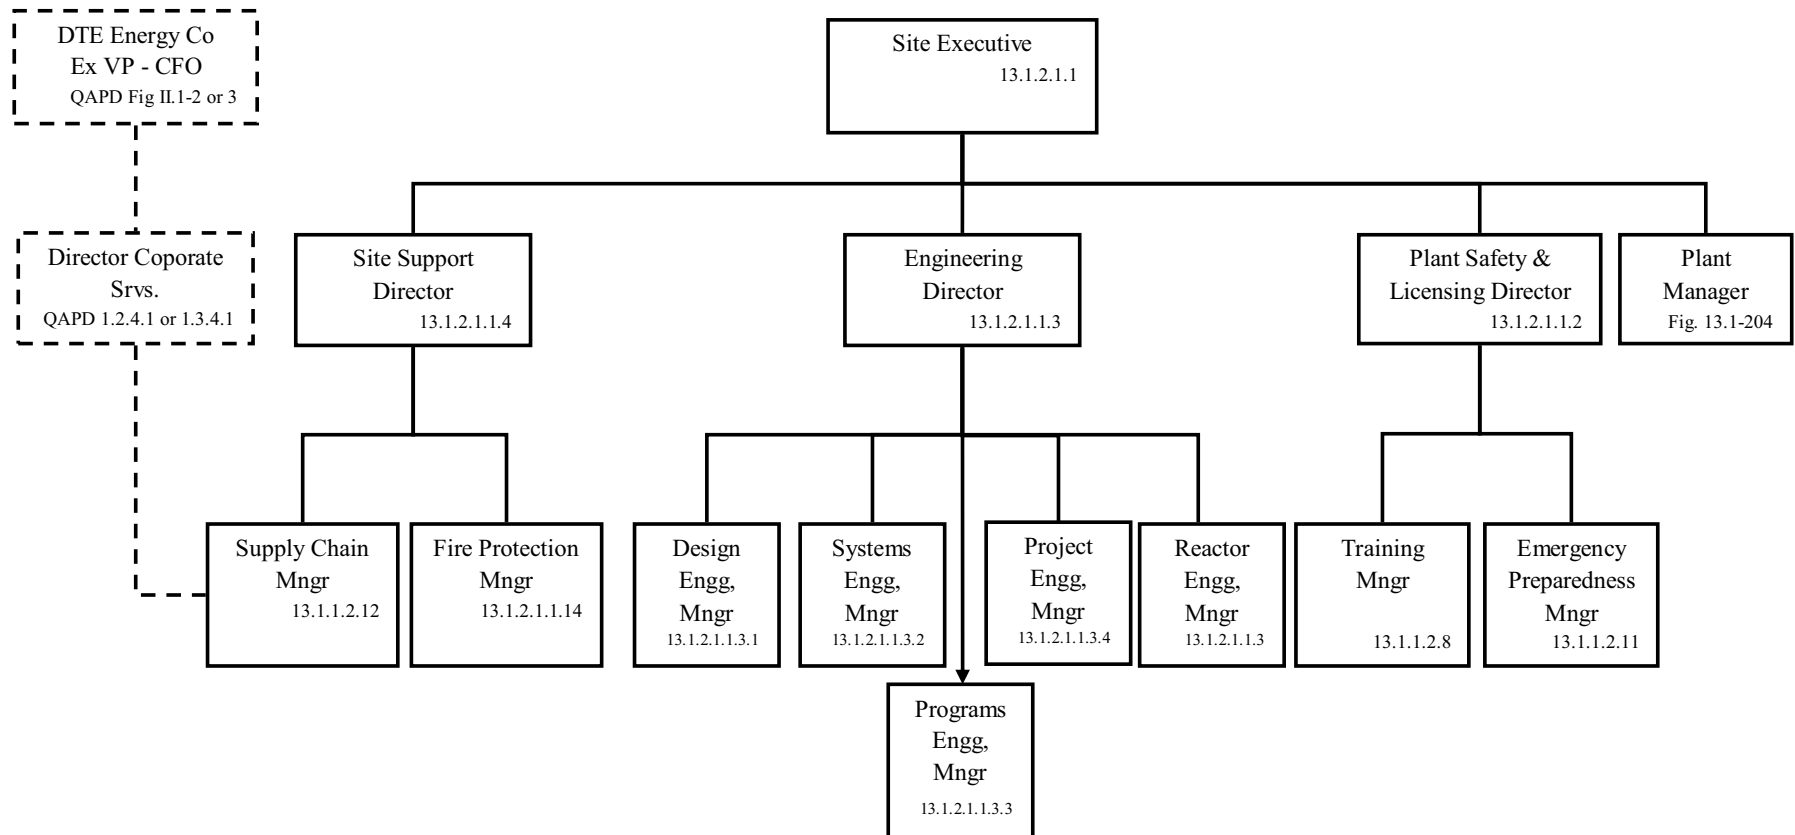 DTE Energy Co
Ex VP - CFO
QAPD Fig II.1-2 or 3
Site Executive
13.1.2.1.1
Director Coporate
Srvs.
QAPD 1.2.4.1 or 1.3.4.1
Site Support
Director
13.1.2.1.1.4
Engineering
Director
13.1.2.1.1.3
Plant Safety &
Licensing Director
13.1.2.1.1.2
Plant
Manager
Fig. 13.1-204
Supply Chain
Mngr
13.1.1.2.12
Fire Protection
Mngr
13.1.2.1.1.14
Design
Engg,
Mngr
13.1.2.1.1.3.1
Systems
Engg,
Mngr
13.1.2.1.1.3.2
Project
Engg,
Mngr
13.1.2.1.1.3.4
Reactor
Engg,
Mngr
13.1.2.1.1.3
Training
Mngr
13.1.1.2.8
Emergency
Preparedness
Mngr
13.1.1.2.11
Programs
Engg,
Mngr
13.1.2.1.1.3.3